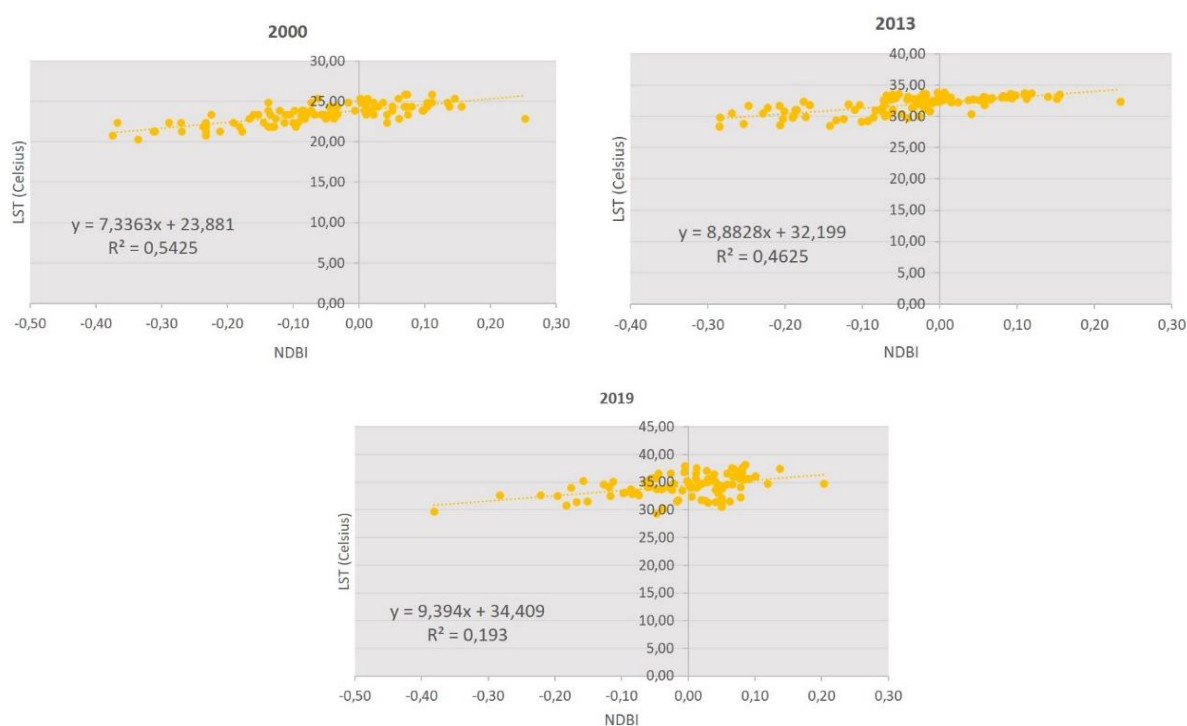 2000
30,00
25,00
20,00
15,00
10,00
5,00
0,00
LST (Celsius)
y = 7,3363x + 23,881
R² = 0,5425
-0,50 -0,40 -0,30 -0,20 -0,10 0,00 0,10 0,20 0,30
NDBI
2013
40,00
35,00
30,00
25,00
20,00
15,00
10,00
5,00
0,00
LST (Celsius)
y = 8,8828x + 32,199
R² = 0,4625
-0,40 -0,30 -0,20 -0,10 0,00 0,10 0,20 0,30
NDBI
2019
45,00
40,00
35,00
30,00
25,00
20,00
15,00
10,00
5,00
0,00
LST (Celsius)
y = 9,394x + 34,409
R² = 0,193
-0,50 -0,40 -0,30 -0,20 -0,10 0,00 0,10 0,20 0,30
NDBI